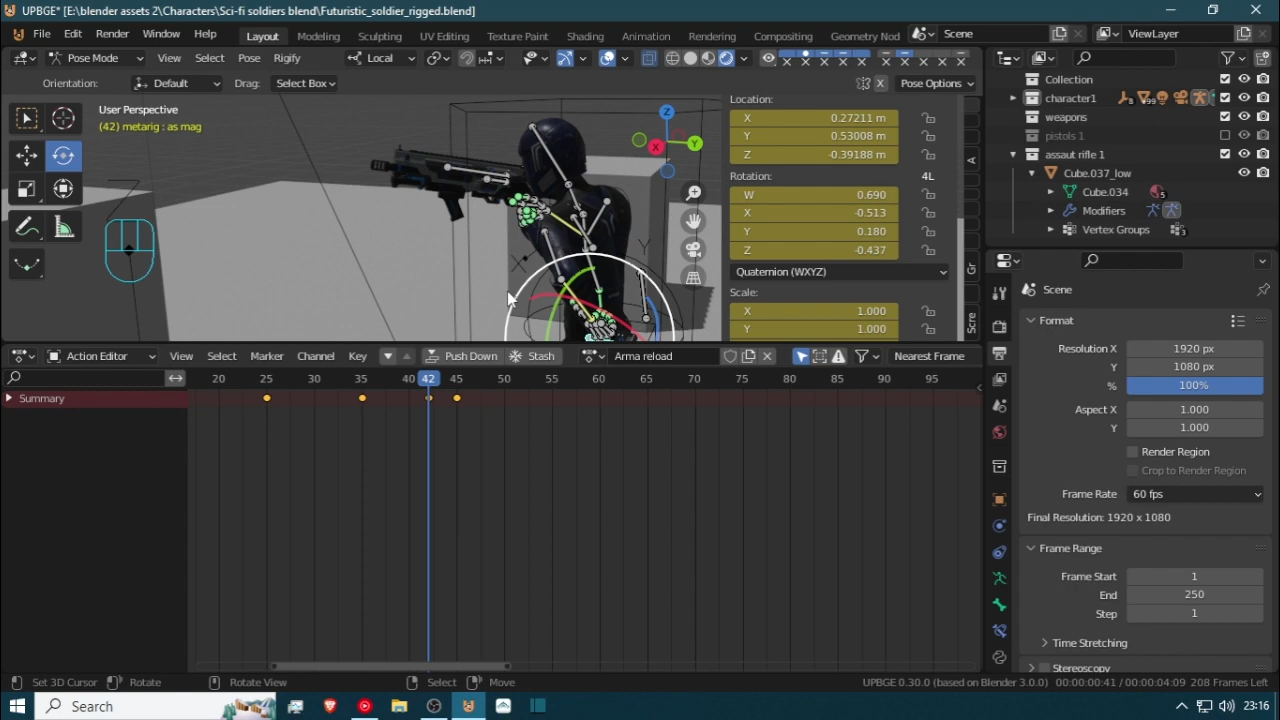 UPBGE* [E:\blender assets 2\Characters\Sci-fi soldiers blend\Futuristic_soldier_rigged.blend]
File Edit Render Window Help Layout Modeling Sculpting UV Editing Texture Paint Shading Animation Rendering Compositing Geometry Nod Scene ViewLayer
Pose Mode View Select Pose Rigify Local
Orientation: Default Drag: Select Box X Pose Options
Collection
character1
weapons
pistols 1
assaut rifle 1
Cube.037_low
Cube.034
Modifiers
Vertex Groups
User Perspective
(42) metarig : as mag
Location:
X 0.27211 m
Y 0.53008 m
Z -0.39188 m
Rotation: 4L
W 0.690
X -0.513
Y 0.180
Z -0.437
Quaternion (WXYZ)
Scale:
X 1.000
Y 1.000
Scene
Format
Resolution X 1920 px
Y 1080 px
% 100%
Aspect X 1.000
Y 1.000
Render Region
Crop to Render Region
Frame Rate 60 fps
Final Resolution: 1920 x 1080
Frame Range
Frame Start 1
End 250
Step 1
Time Stretching
Stereoscopy
Action Editor View Select Marker Channel Key Push Down Stash Arma reload Nearest Frame
20 25 30 35 40 42 45 50 55 60 65 70 75 80 85 90 95
Summary
Set 3D Cursor Rotate Rotate View Select Move UPBGE 0.30.0 (based on Blender 3.0.0) 00:00:00:41 / 00:00:04:09 208 Frames Left
Search 23:16